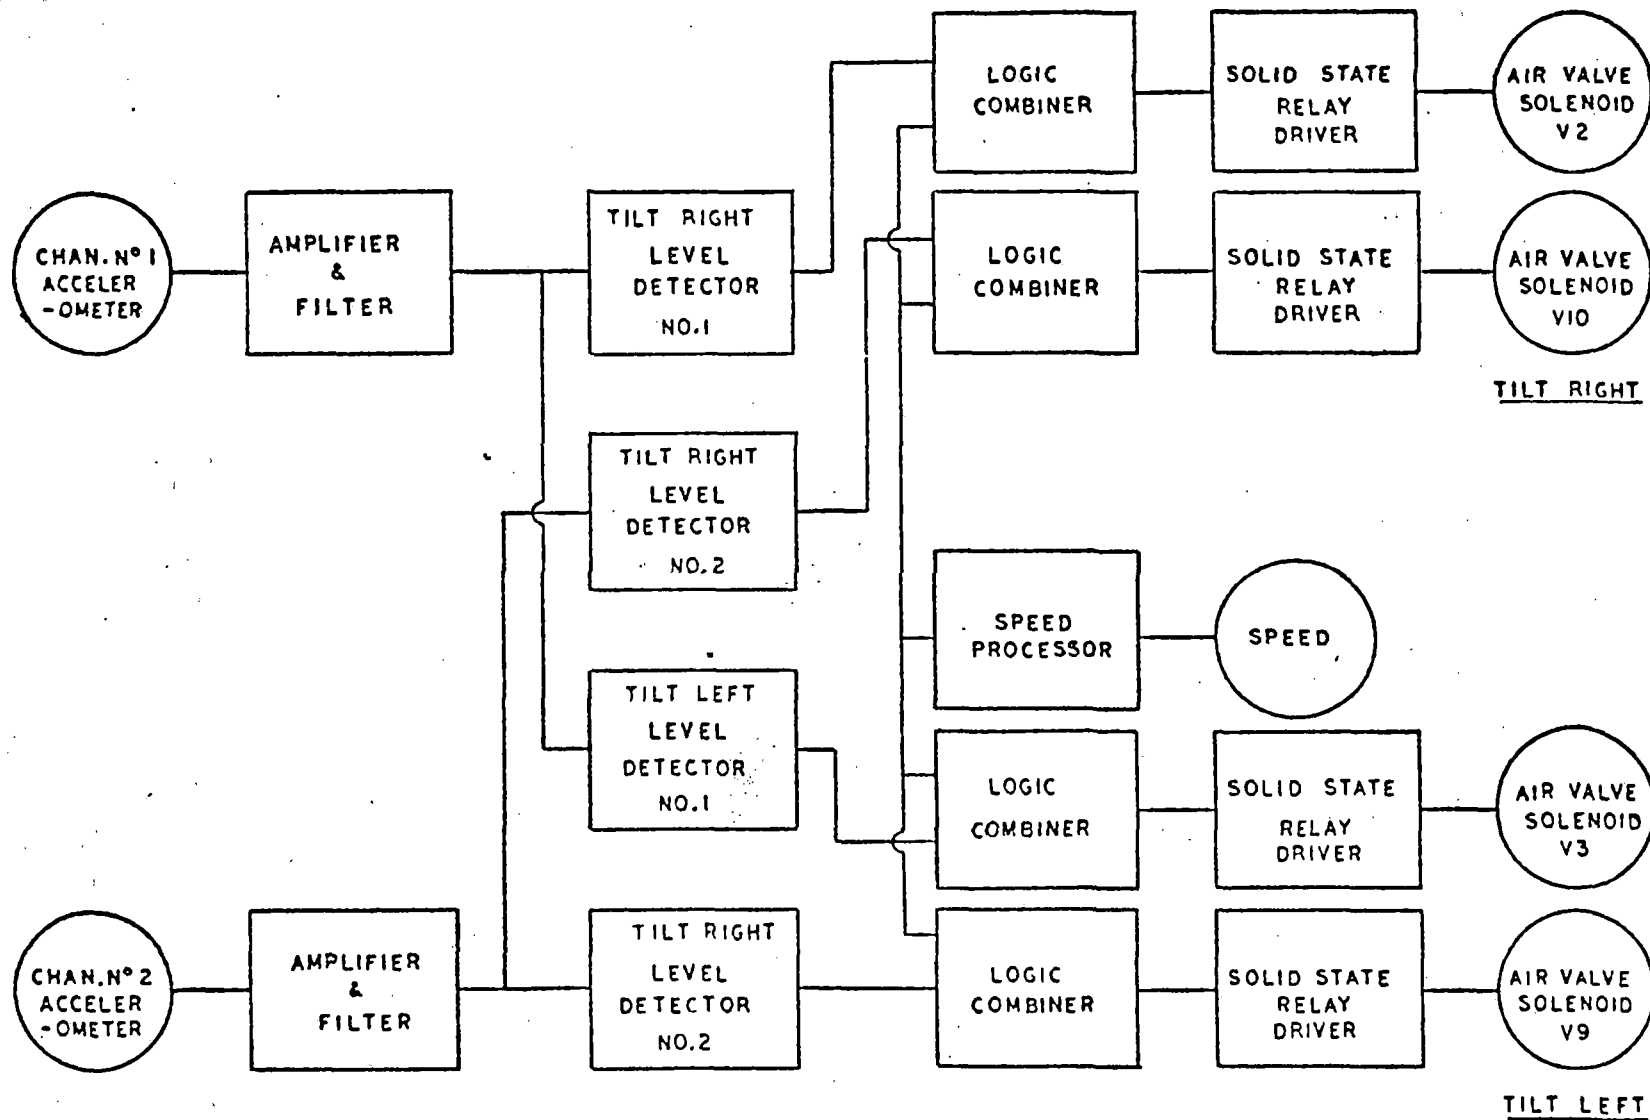 CHAN. Nº 1
ACCELER
-OMETER
AMPLIFIER
&
FILTER
TILT RIGHT
LEVEL
DETECTOR
NO.1
LOGIC
COMBINER
SOLID STATE
RELAY
DRIVER
AIR VALVE
SOLENOID
V2
LOGIC
COMBINER
SOLID STATE
RELAY
DRIVER
AIR VALVE
SOLENOID
V10
TILT RIGHT
TILT RIGHT
LEVEL
DETECTOR
NO.2
SPEED
PROCESSOR
SPEED
TILT LEFT
LEVEL
DETECTOR
NO.1
LOGIC
COMBINER
SOLID STATE
RELAY
DRIVER
AIR VALVE
SOLENOID
V3
CHAN. Nº 2
ACCELER
-OMETER
AMPLIFIER
&
FILTER
TILT RIGHT
LEVEL
DETECTOR
NO.2
LOGIC
COMBINER
SOLID STATE
RELAY
DRIVER
AIR VALVE
SOLENOID
V9
TILT LEFT